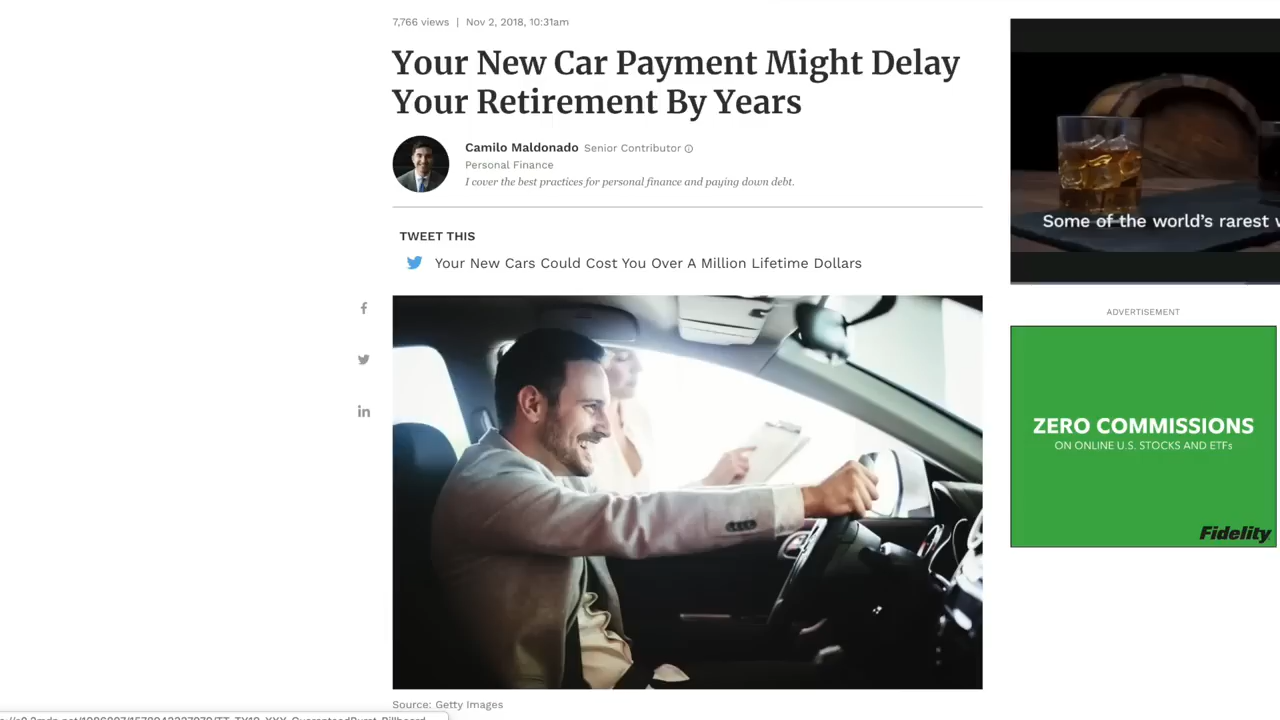 7,766 views | Nov 2, 2018, 10:31am
Your New Car Payment Might Delay
Your Retirement By Years
Camilo Maldonado Senior Contributor
Personal Finance
I cover the best practices for personal finance and paying down debt.
TWEET THIS
Your New Cars Could Cost You Over A Million Lifetime Dollars
Source: Getty Images
Some of the world's rarest
ADVERTISEMENT
ZERO COMMISSIONS
ON ONLINE U.S. STOCKS AND ETFs
Fidelity